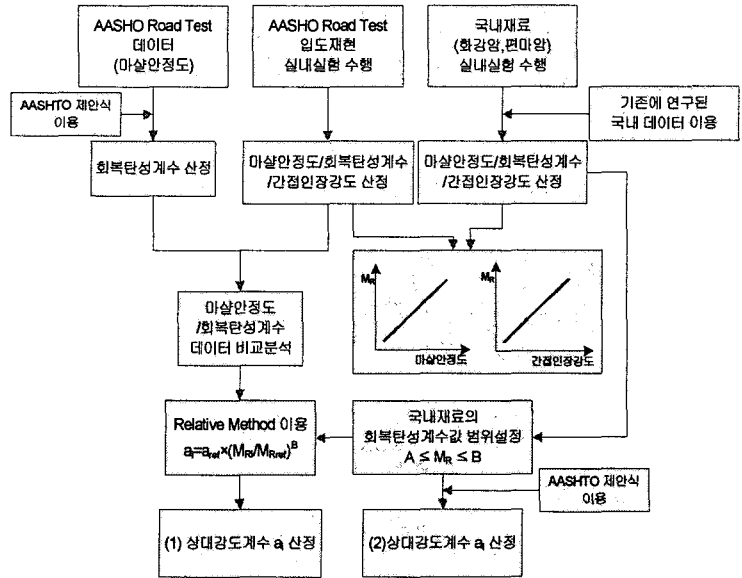 AASHO Road Test
데이터
(마샬안정도)
AASHO Road Test
입도재현
실내실험 수행
국내재료
(화강암,편마암)
실내실험 수행
AASHTO 제안식
이용
기존에 연구된
국내 데이터 이용
회복탄성계수 산정
마샬안정도/회복탄성계수
/간접인장강도 산정
마샬안정도/회복탄성계수
/간접인장강도 산정
M_R
마샬안정도
M_R
간접인장강도
마샬안정도
/회복탄성계수
데이터 비교분석
Relative Method 이용
a_i=a_ref×(M_Ri/M_Rref)^B
국내재료의
회복탄성계수값 범위설정
A ≤ M_R ≤ B
AASHTO 제안식
이용
(1) 상대강도계수 a_i 산정
(2)상대강도계수 a_i 산정